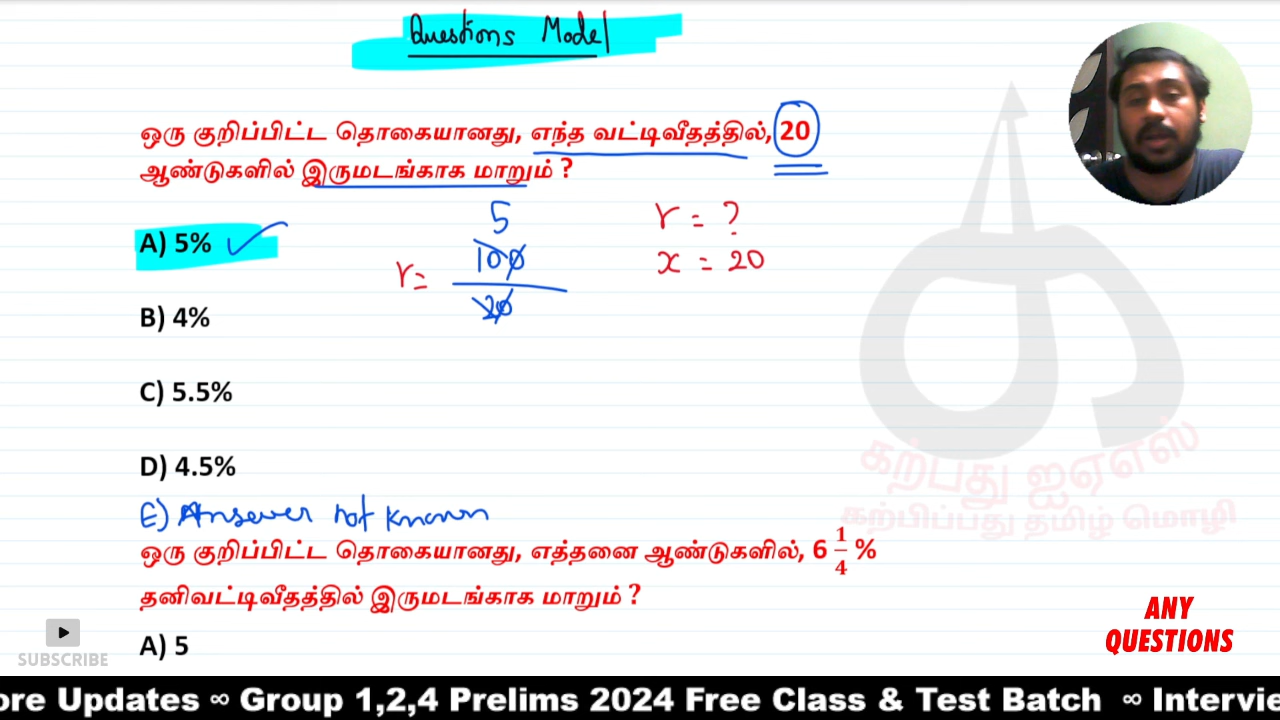 Questions Model
ஒரு குறிப்பிட்ட தொகையானது, எந்த வட்டிவீதத்தில், 20
ஆண்டுகளில் இருமடங்காக மாறும் ?
A) 5%
5
r = ?
r = 100
x = 20
20
B) 4%
C) 5.5%
D) 4.5%
E) Answer not known
ஒரு குறிப்பிட்ட தொகையானது, எத்தனை ஆண்டுகளில், 6 1/4 %
தனிவட்டிவீதத்தில் இருமடங்காக மாறும் ?
A) 5
கற்பது ஐஏஎஸ்
கற்பிப்பது தமிழ் மொழி
ANY
QUESTIONS
SUBSCRIBE
ore Updates ∞ Group 1,2,4 Prelims 2024 Free Class & Test Batch ∞ Intervie